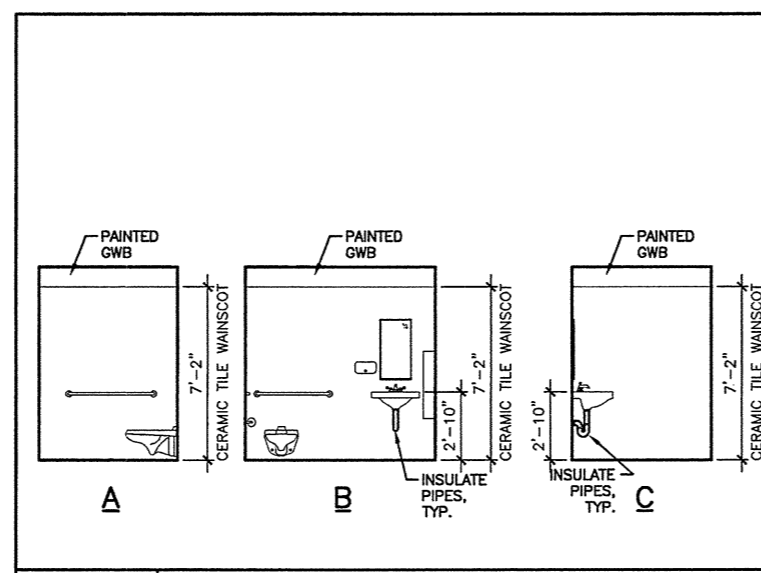 PAINTED
GWB
7'-2"
CERAMIC TILE WAINSCOT
A
PAINTED
GWB
2'-10"
7'-2"
CERAMIC TILE WAINSCOT
INSULATE
PIPES,
TYP.
B
PAINTED
GWB
2'-10"
7'-2"
CERAMIC TILE WAINSCOT
INSULATE
PIPES,
TYP.
C